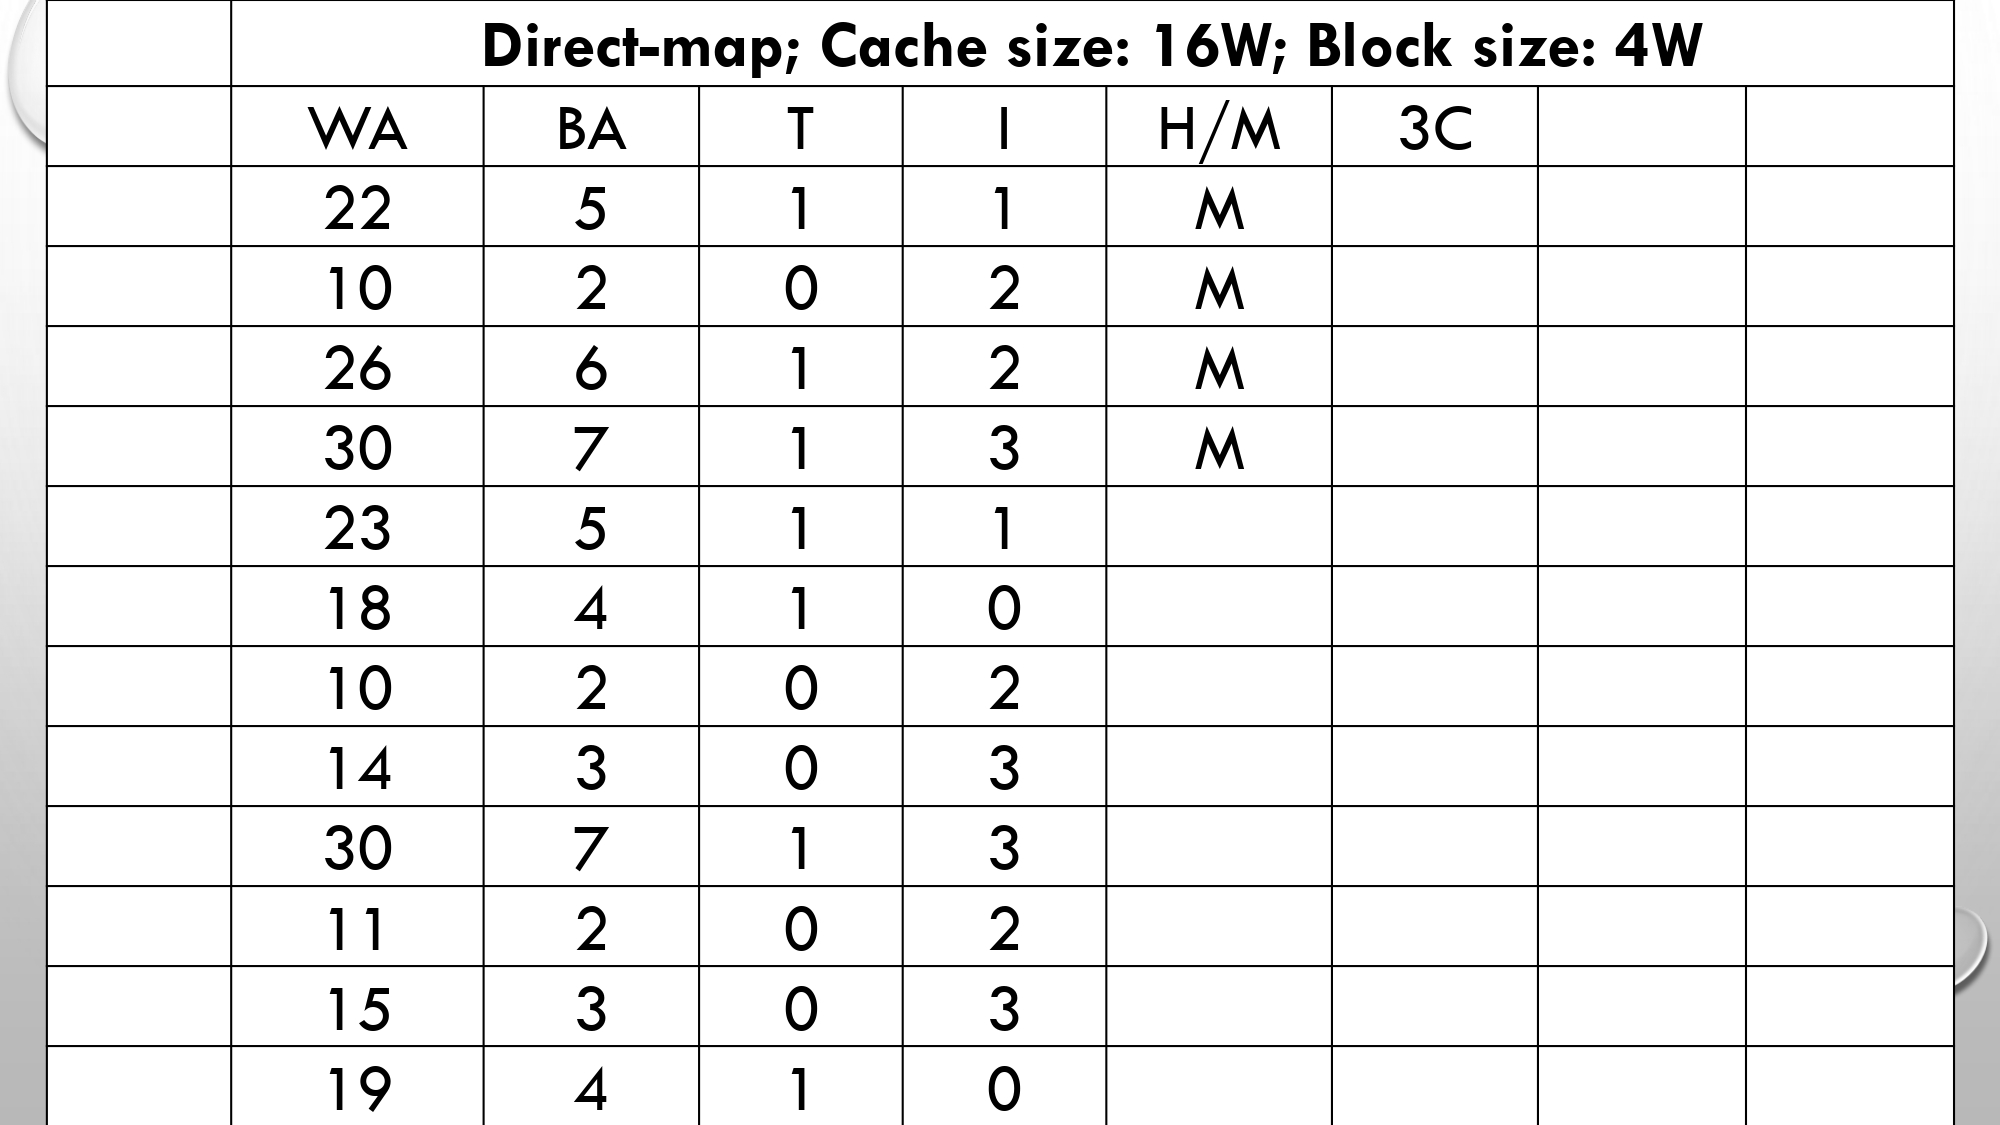 Direct-map; Cache size: 16W; Block size: 4W
WA BA T I H/M 3C
22 5 1 1 M
10 2 0 2 M
26 6 1 2 M
30 7 1 3 M
23 5 1 1
18 4 1 0
10 2 0 2
14 3 0 3
30 7 1 3
11 2 0 2
15 3 0 3
19 4 1 0